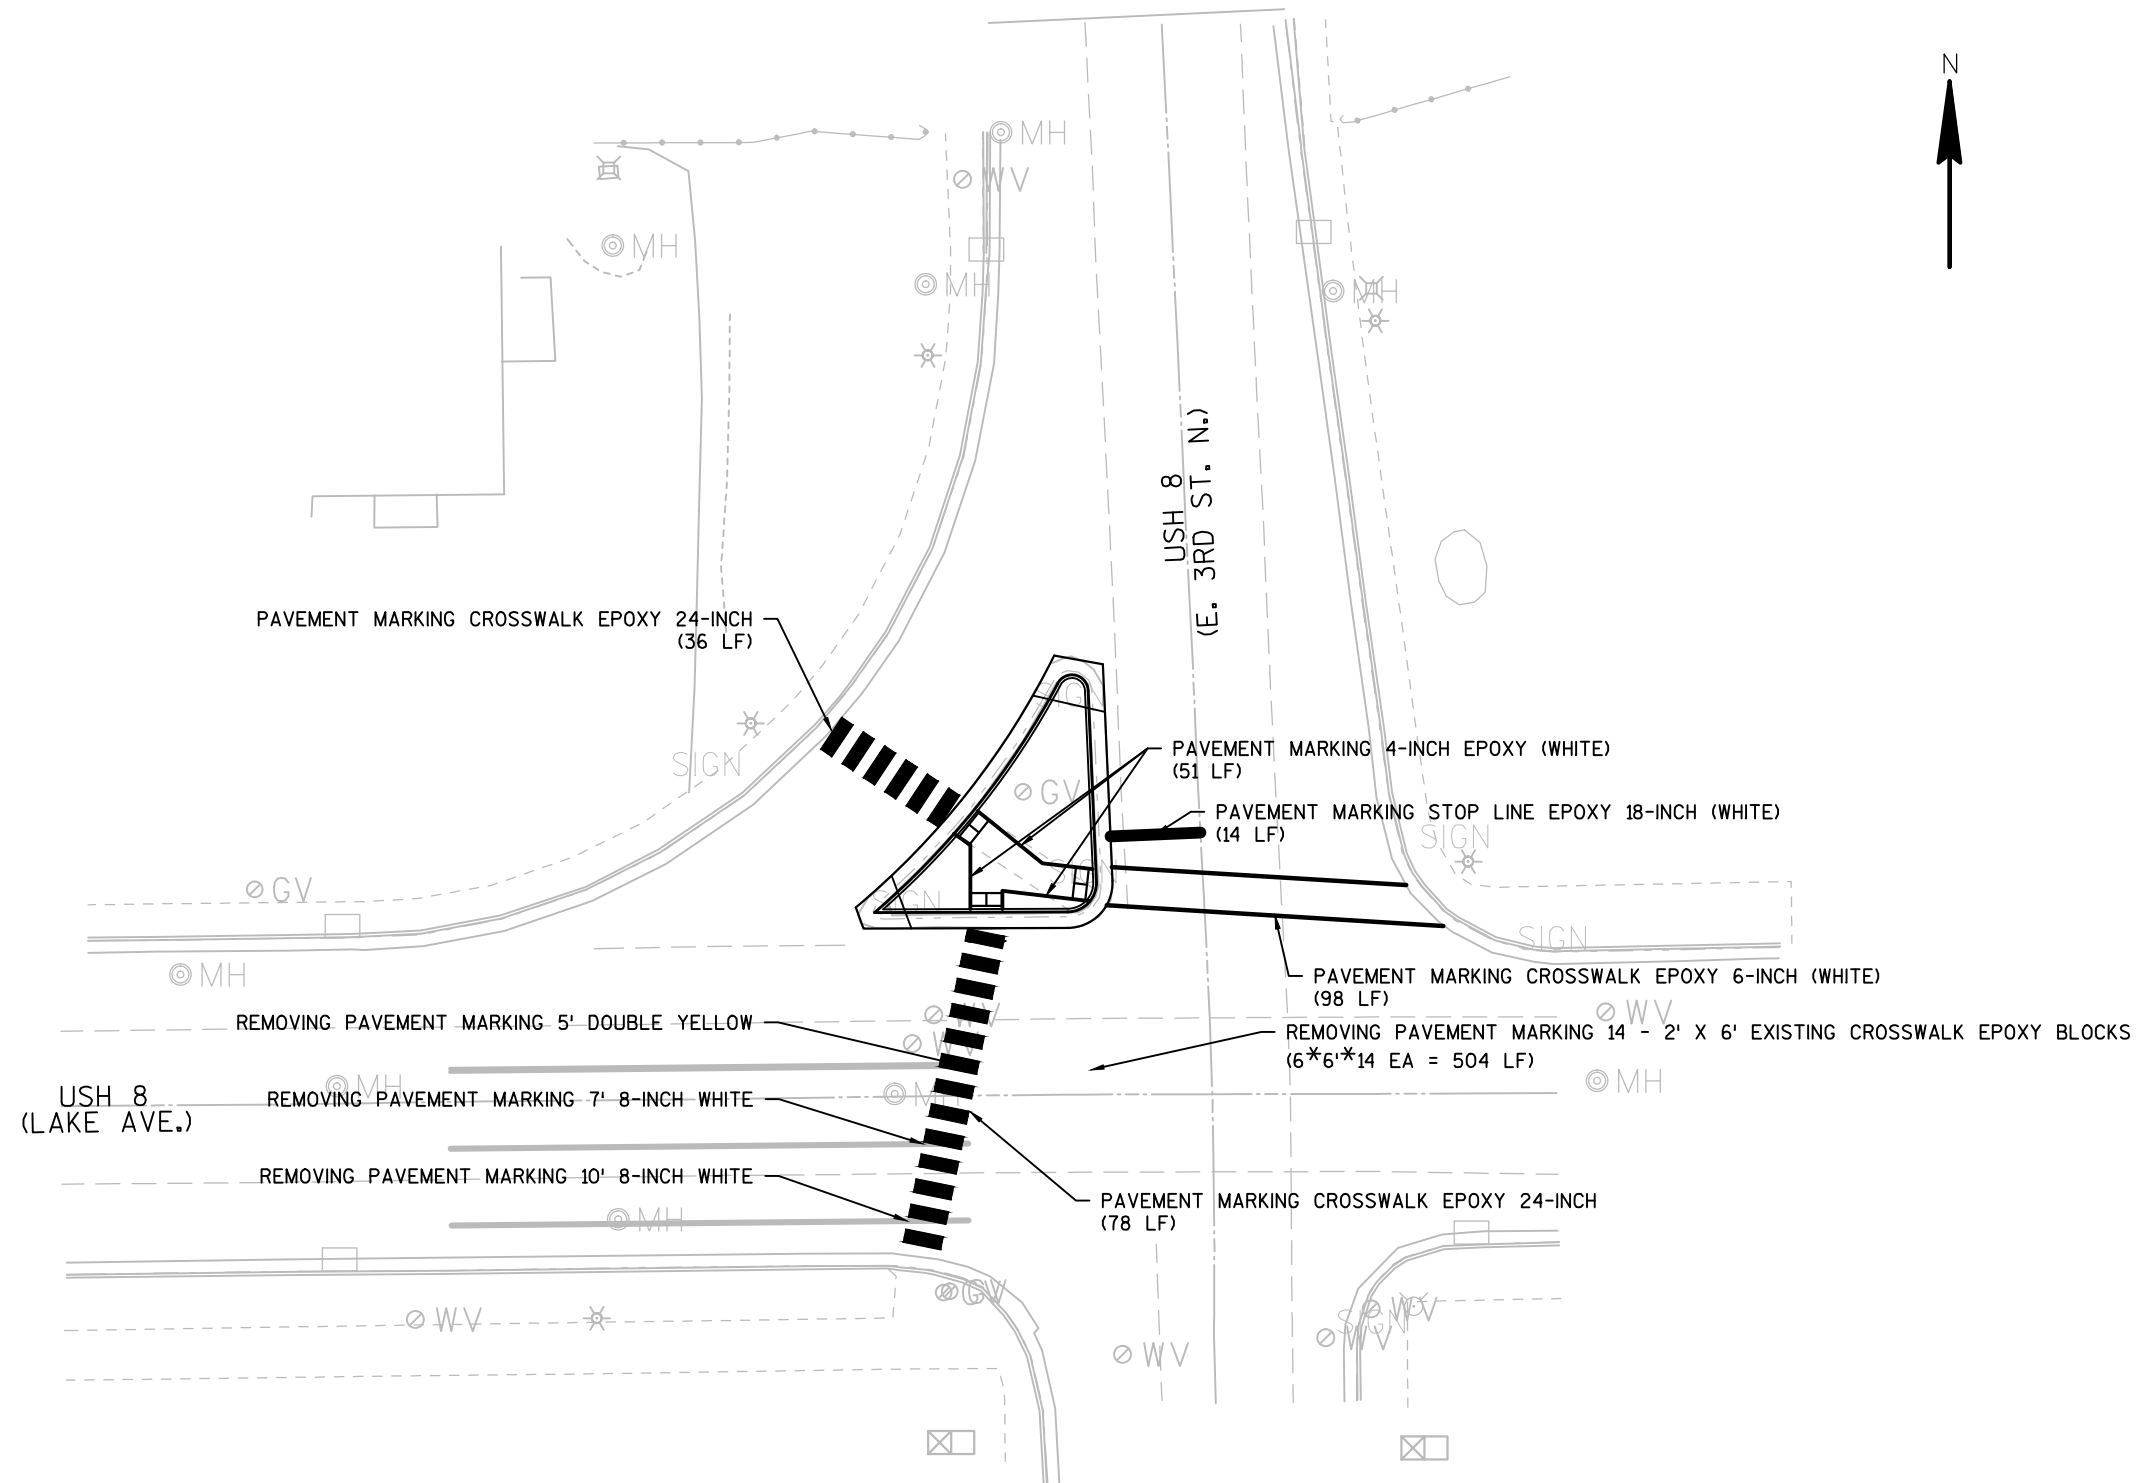 N
MH
WV
MH
MH
MH
USH 8
(E. 3RD ST. N.)
PAVEMENT MARKING CROSSWALK EPOXY 24-INCH
(36 LF)
SIGN
SIGN
PAVEMENT MARKING 4-INCH EPOXY (WHITE)
(51 LF)
GV
PAVEMENT MARKING STOP LINE EPOXY 18-INCH (WHITE)
(14 LF)
SIGN
SIGN
GV
SIGN
SIGN
MH
PAVEMENT MARKING CROSSWALK EPOXY 6-INCH (WHITE)
(98 LF)
WV
WV
REMOVING PAVEMENT MARKING 5' DOUBLE YELLOW
WV
REMOVING PAVEMENT MARKING 14 - 2' X 6' EXISTING CROSSWALK EPOXY BLOCKS
(6*6'*14 EA = 504 LF)
MH
MH
MH
USH 8
(LAKE AVE.)
REMOVING PAVEMENT MARKING 7' 8-INCH WHITE
REMOVING PAVEMENT MARKING 10' 8-INCH WHITE
PAVEMENT MARKING CROSSWALK EPOXY 24-INCH
(78 LF)
MH
GV
WV
WV
SIGN
WV
WV